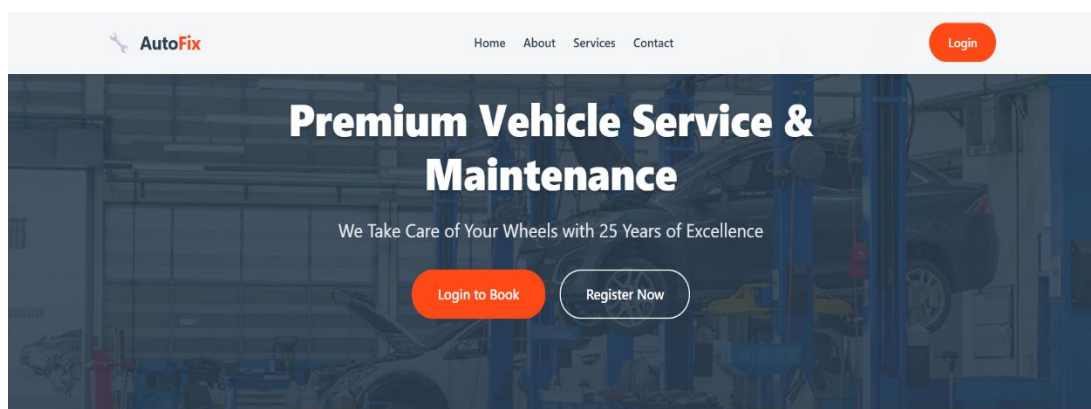 AutoFix
Home About Services Contact
Login
Premium Vehicle Service &
Maintenance
We Take Care of Your Wheels with 25 Years of Excellence
Login to Book
Register Now